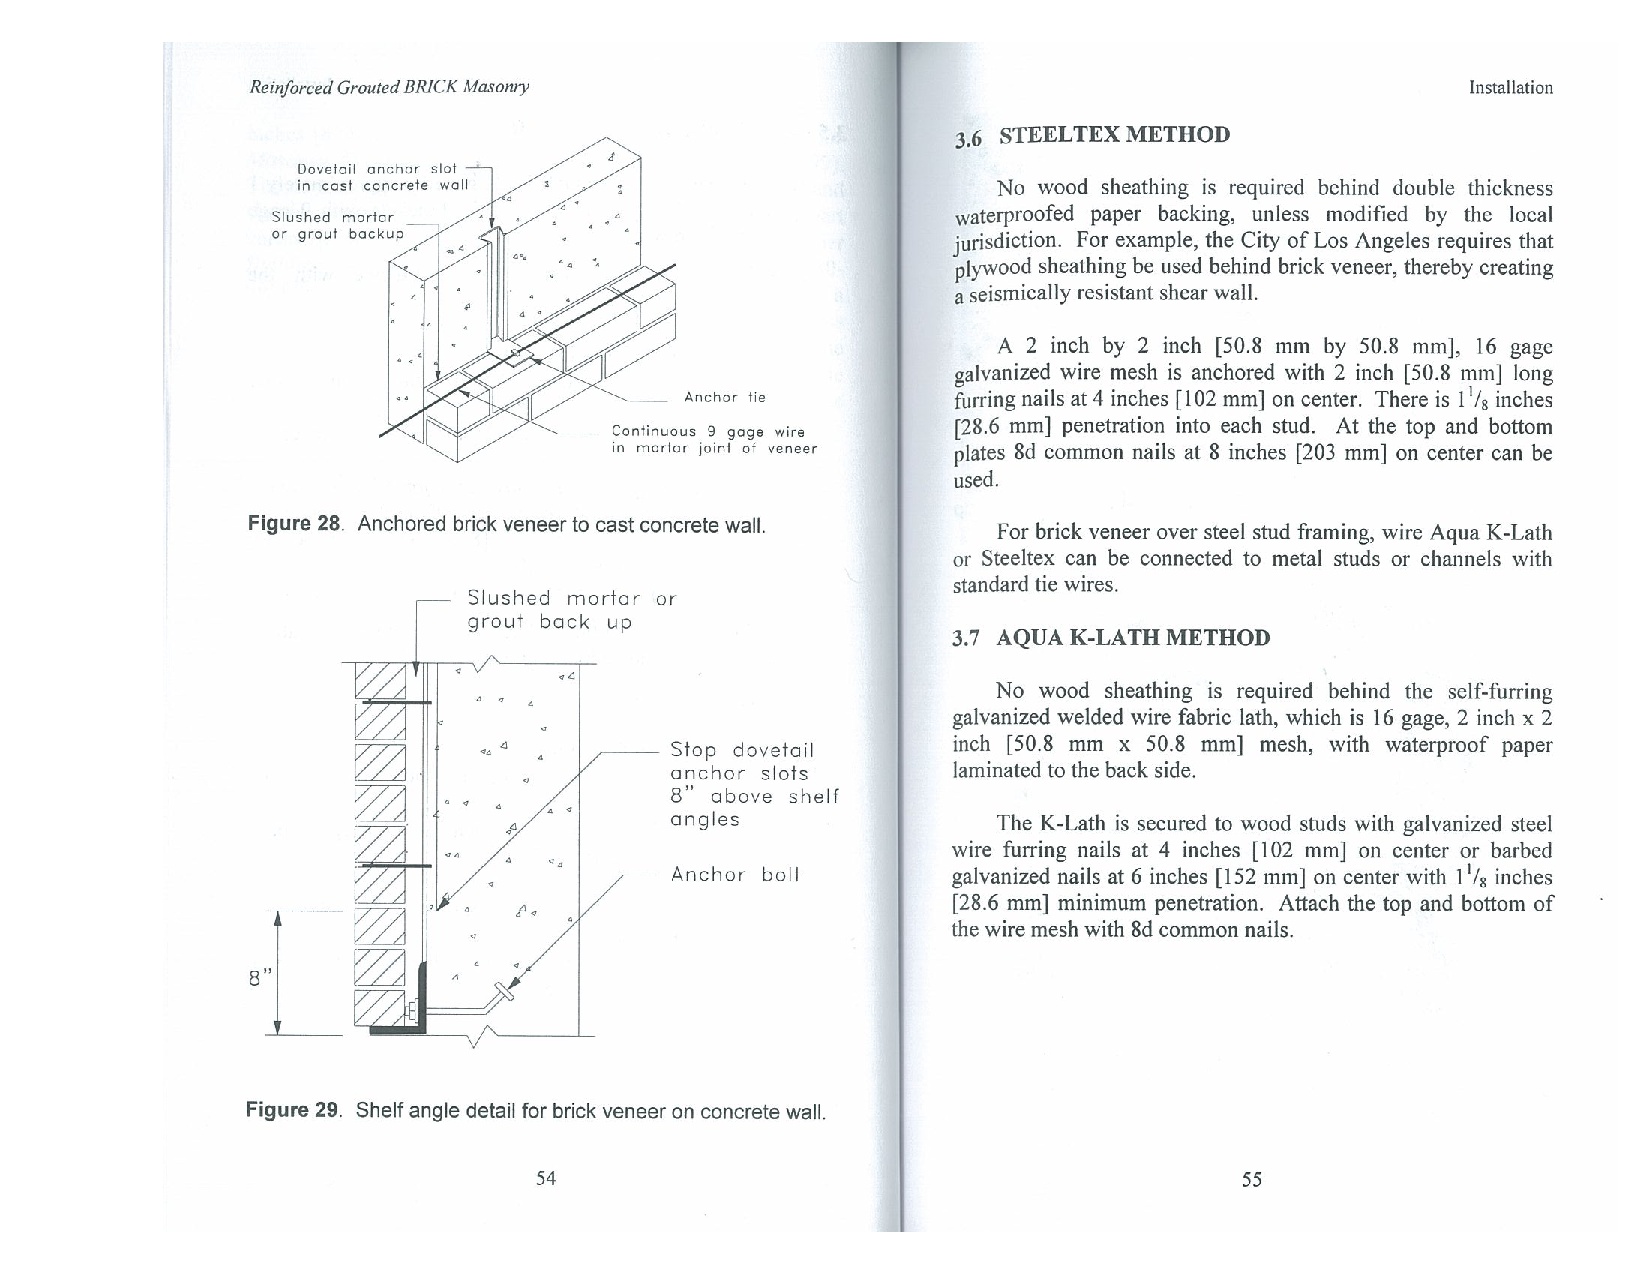 Reinforced Grouted BRICK Masonry
Dovetail anchor slot
in cast concrete wall
Slushed mortar
or grout backup
Anchor tie
Continuous 9 gage wire
in mortar joint of veneer
Figure 28. Anchored brick veneer to cast concrete wall.
Slushed mortar or
grout back up
Stop dovetail
anchor slots
8" above shelf
angles
Anchor bolt
8"
Figure 29. Shelf angle detail for brick veneer on concrete wall.
54
Installation
3.6 STEELTEX METHOD
No wood sheathing is required behind double thickness
waterproofed paper backing, unless modified by the local
jurisdiction. For example, the City of Los Angeles requires that
plywood sheathing be used behind brick veneer, thereby creating
a seismically resistant shear wall.
A 2 inch by 2 inch [50.8 mm by 50.8 mm], 16 gage
galvanized wire mesh is anchored with 2 inch [50.8 mm] long
furring nails at 4 inches [102 mm] on center. There is 1 1/8 inches
[28.6 mm] penetration into each stud. At the top and bottom
plates 8d common nails at 8 inches [203 mm] on center can be
used.
For brick veneer over steel stud framing, wire Aqua K-Lath
or Steeltex can be connected to metal studs or channels with
standard tie wires.
3.7 AQUA K-LATH METHOD
No wood sheathing is required behind the self-furring
galvanized welded wire fabric lath, which is 16 gage, 2 inch x 2
inch [50.8 mm x 50.8 mm] mesh, with waterproof paper
laminated to the back side.
The K-Lath is secured to wood studs with galvanized steel
wire furring nails at 4 inches [102 mm] on center or barbed
galvanized nails at 6 inches [152 mm] on center with 1 1/8 inches
[28.6 mm] minimum penetration. Attach the top and bottom of
the wire mesh with 8d common nails.
55